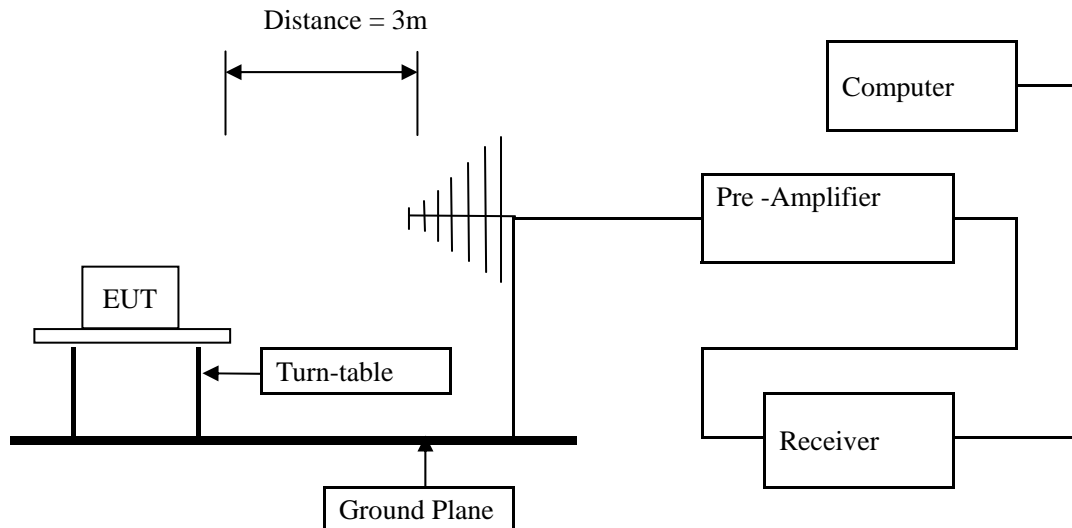 Distance = 3m
Computer
Pre -Amplifier
EUT
Turn-table
Receiver
Ground Plane